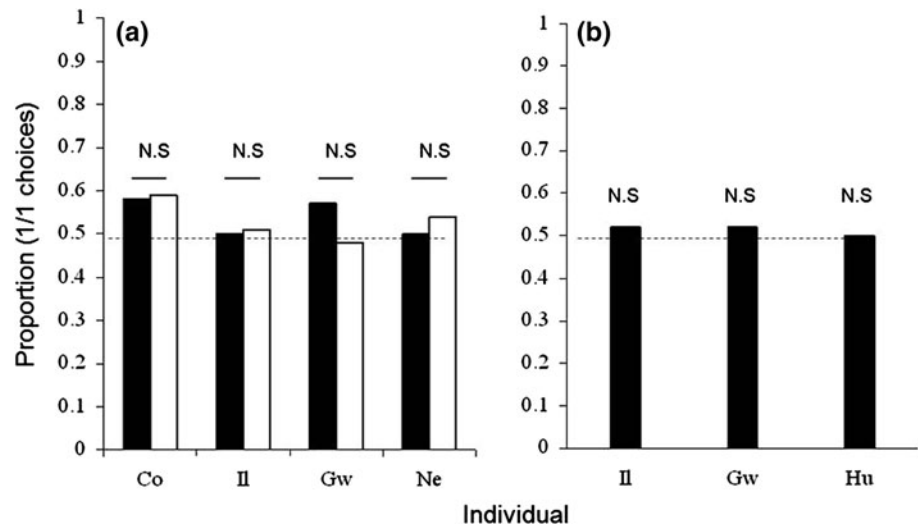 (a)
Proportion (1/1 choices)
1
0.9
0.8
0.7
0.6
0.5
0.4
0.3
0.2
0.1
0
N.S N.S N.S N.S
Co Il Gw Ne
(b)
1
0.9
0.8
0.7
0.6
0.5
0.4
0.3
0.2
0.1
0
N.S N.S N.S
Il Gw Hu
Individual